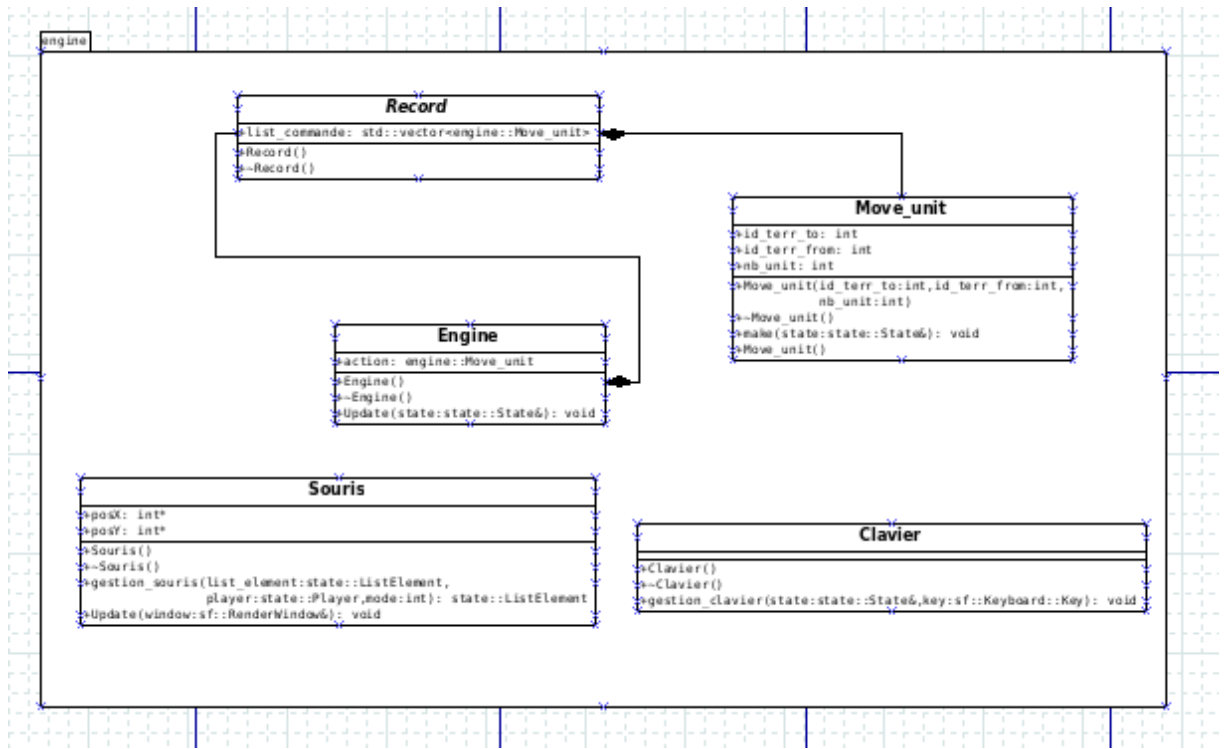 engine
Record
+list_commande: std::vector<engine::Move_unit>
+Record()
+~Record()
Move_unit
+id_terr_to: int
+id_terr_from: int
+nb_unit: int
+Move_unit(id_terr_to:int,id_terr_from:int,
nb_unit:int)
+~Move_unit()
+make(state:state::State&): void
+Move_unit()
Engine
+action: engine::Move_unit
+Engine()
+~Engine()
+Update(state:state::State&): void
Souris
+posX: int*
+posY: int*
+Souris()
+~Souris()
+gestion_souris(list_element:state::ListElement,
player:state::Player,mode:int): state::ListElement
+Update(window:sf::RenderWindow&): void
Clavier
+Clavier()
+~Clavier()
+gestion_clavier(state:state::State&,key:sf::Keyboard::Key): void